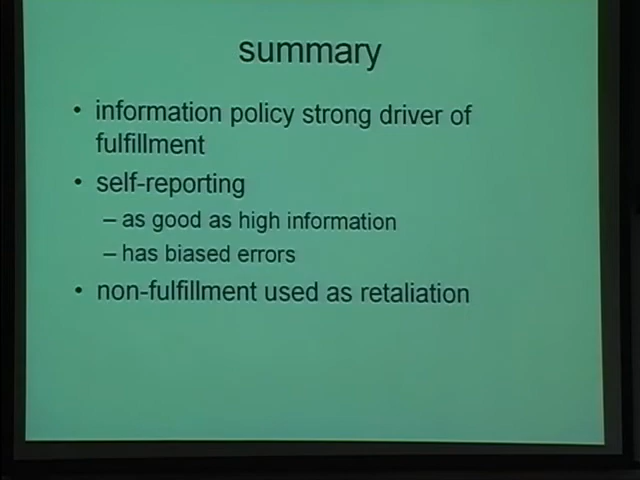 summary
• information policy strong driver of
fulfillment
• self-reporting
– as good as high information
– has biased errors
• non-fulfillment used as retaliation